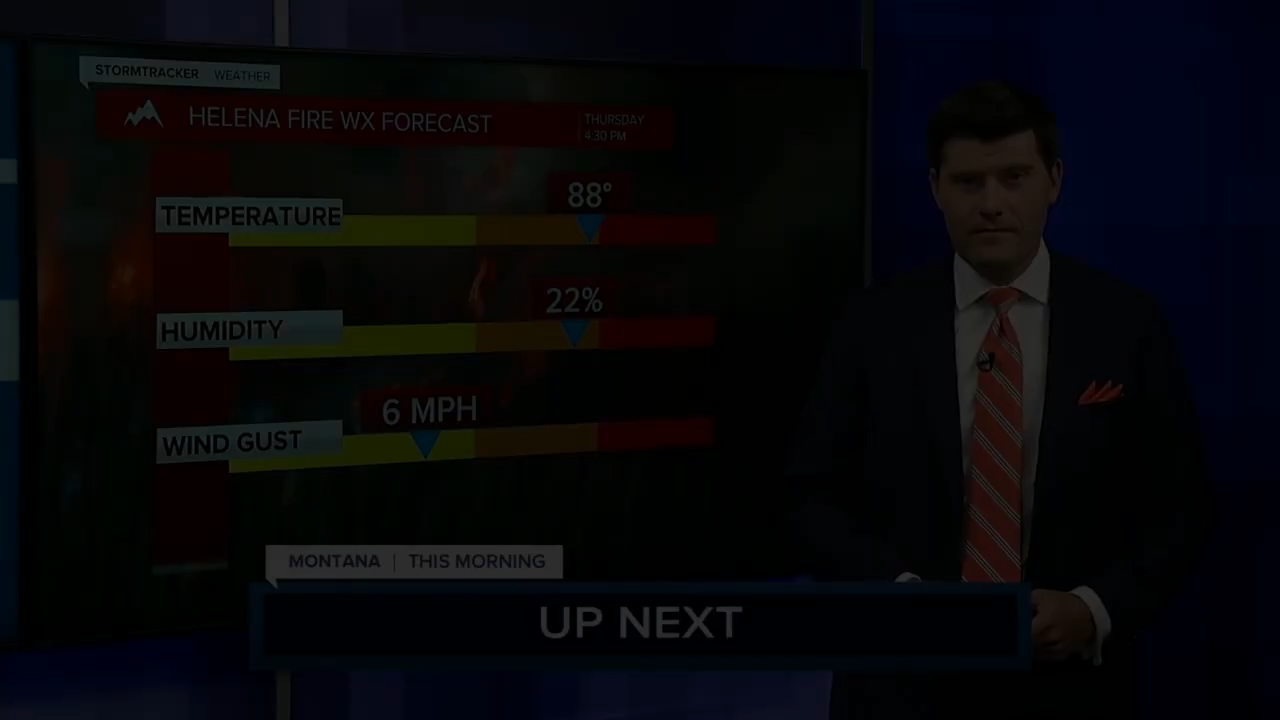 STORMTRACKER WEATHER
HELENA FIRE WX FORECAST
THURSDAY
4:30 PM
88°
TEMPERATURE
22%
HUMIDITY
6 MPH
WIND GUST
MONTANA | THIS MORNING
UP NEXT